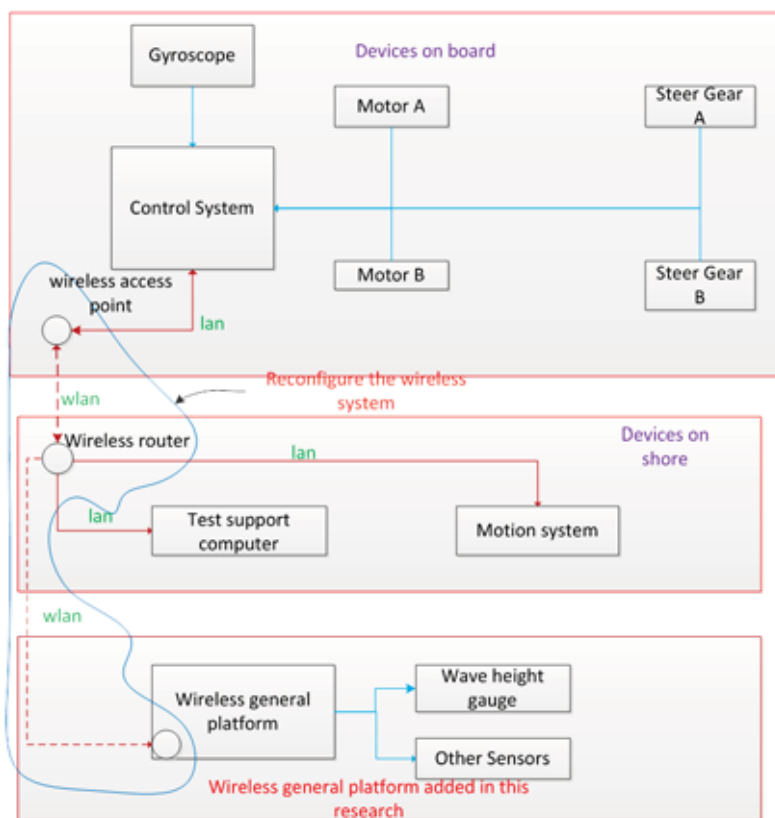 Gyroscope
Devices on board
Motor A
Steer Gear
A
Control System
Motor B
Steer Gear
B
wireless access
point
lan
Reconfigure the wireless
system
wlan
Wireless router
lan
Devices on
shore
lan
Test support
computer
Motion system
wlan
Wireless general
platform
Wave height
gauge
Other Sensors
Wireless general platform added in this
research